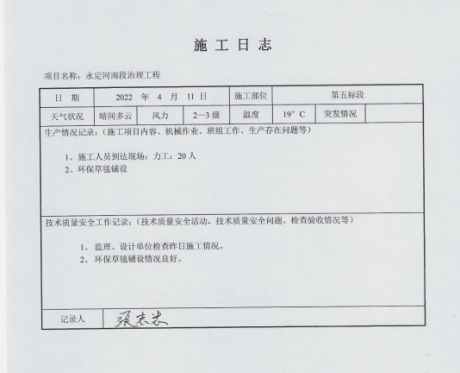 施工日志
项目名称：永定河南段治理工程
日 期 2022 年 4 月 11 日 施工部位 第五标段
天气状况 晴间多云 风力 2—3级 温度 19°C 突发情况
生产情况记录：（施工项目内容、机械作业、班组工作、生产存在问题等）
1、施工人员到达现场：力工：20人
2、环保草毯铺设
技术质量安全工作记录：（技术质量安全活动，技术质量安全问题、检查验收情况等）
1、监理、设计单位检查昨日施工情况。
2、环保草毯铺设情况良好。
记录人